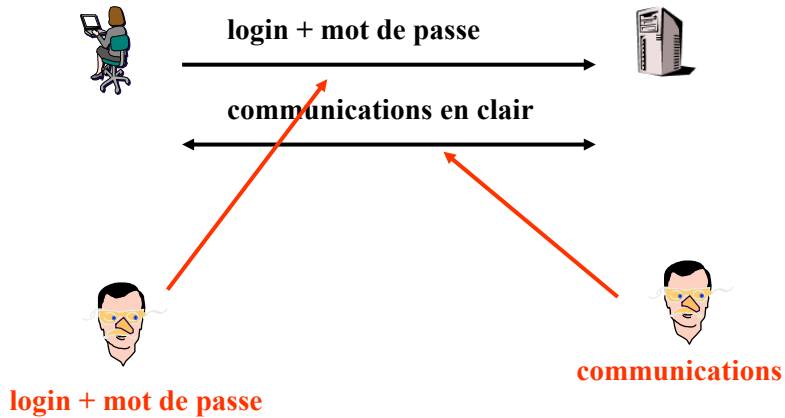 login + mot de passe
communications en clair
communications
login + mot de passe